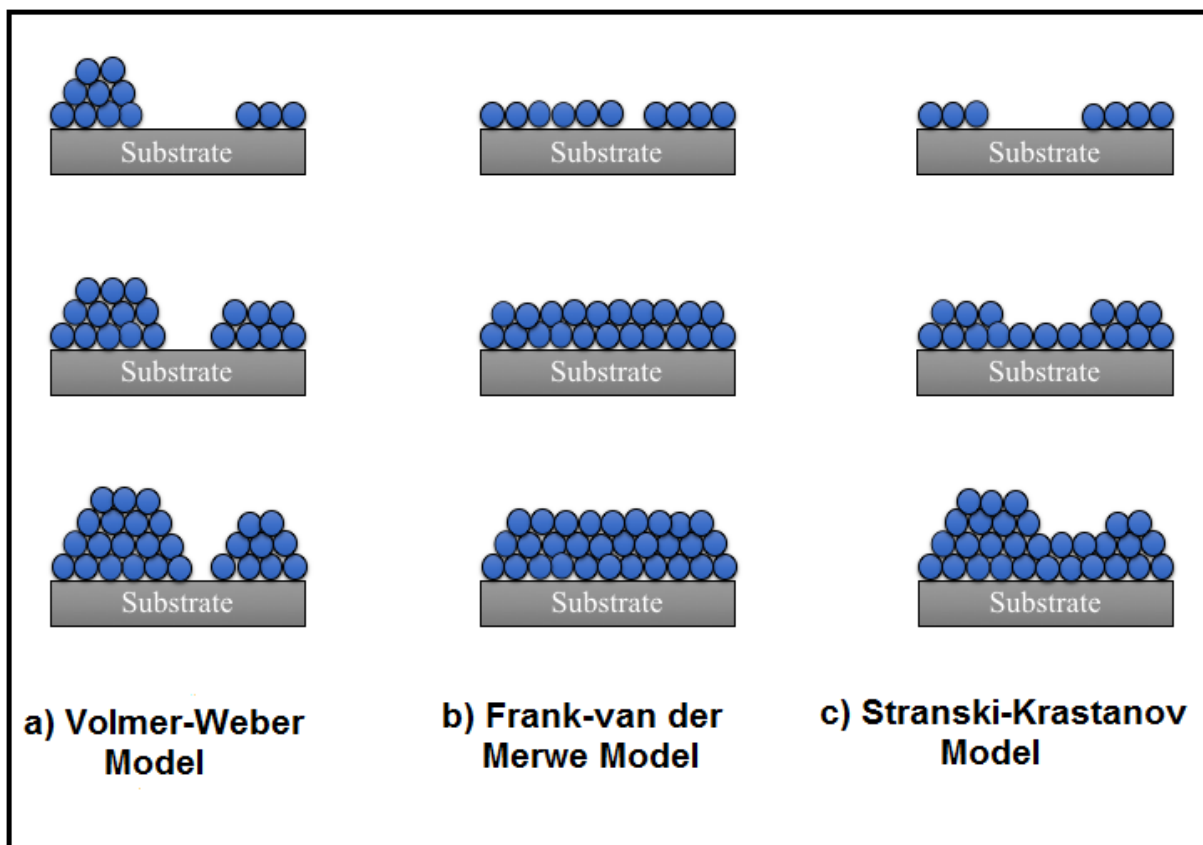 Substrate
Substrate
Substrate
Substrate
Substrate
Substrate
Substrate
Substrate
Substrate
a) Volmer-Weber
Model
b) Frank-van der
Merwe Model
c) Stranski-Krastanov
Model